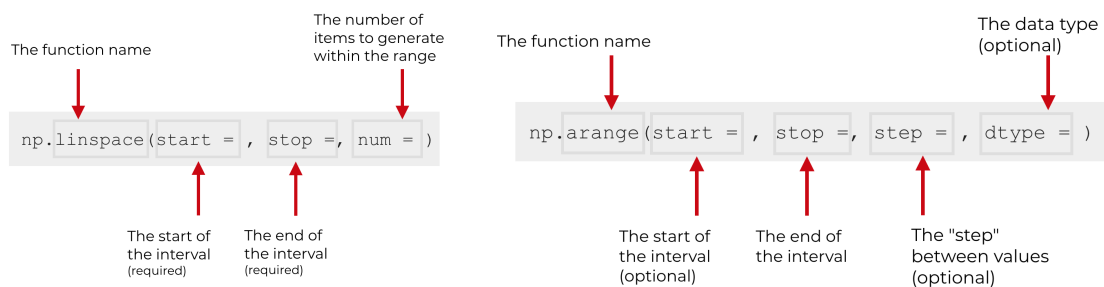 The function name
The number of
items to generate
within the range
np.linspace(start = , stop =, num = )
The start of
the interval
(required)
The end of
the interval
(required)
The function name
The data type
(optional)
np.arange(start = , stop =, step = , dtype = )
The start of
the interval
(optional)
The end of
the interval
The "step"
between values
(optional)